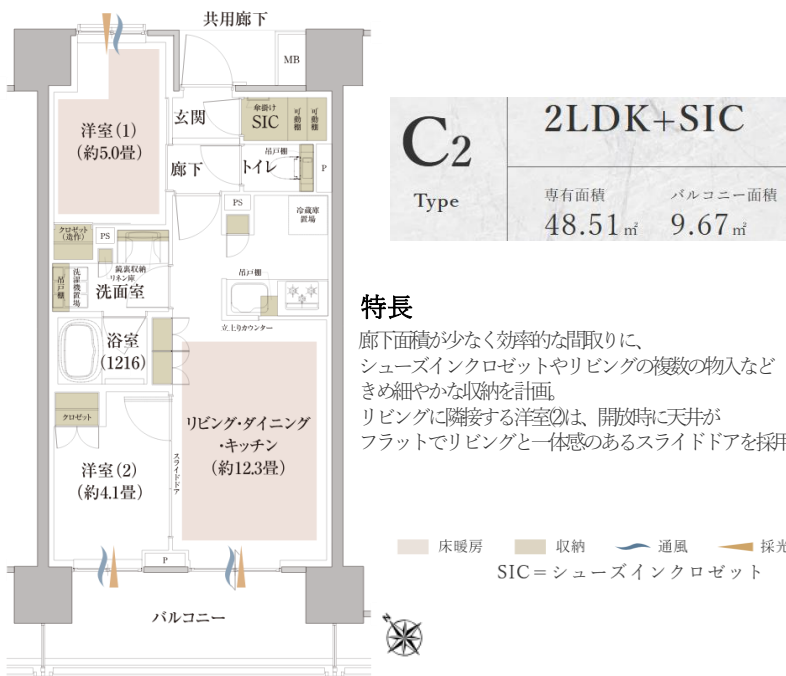 共用廊下
MB
玄関
傘掛け
SIC
可動棚
可動棚
洋室(1)
(約5.0畳)
廊下
吊戸棚
トイレ
P
PS
冷蔵庫
置場
クロゼット
(造作)
PS
鏡裏収納
リネン庫
吊戸棚
洗濯機置場
洗面室
吊戸棚
立上りカウンター
浴室
(1216)
クロゼット
リビング・ダイニング
・キッチン
(約12.3畳)
スライドドア
洋室(2)
(約4.1畳)
P
バルコニー
C2
Type
2LDK+SIC
専有面積 バルコニー面積
48.51㎡ 9.67㎡
特長
廊下面積が少なく効率的な間取りに、
シューズインクロゼットやリビングの複数の物入など
きめ細やかな収納を計画。
リビングに隣接する洋室(2)は、開放時に天井が
フラットでリビングと一体感のあるスライドドアを採用
床暖房 収納 通風 採光
SIC=シューズインクロゼット
N